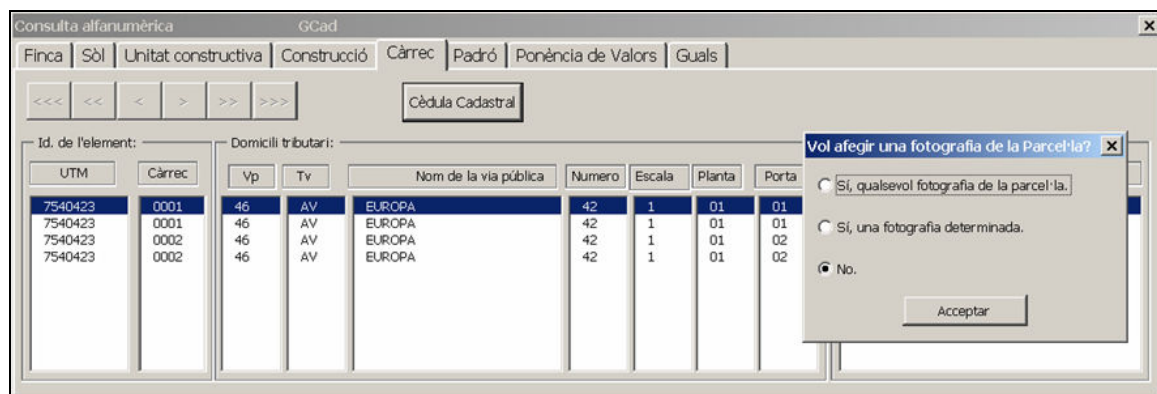 Consulta alfanumèrica GCad
Finca Sòl Unitat constructiva Construcció Càrrec Padró Ponència de Valors Guals
<<< << < > >> >>> Cèdula Cadastral
Id. de l'element: Domicili tributari:
UTM Càrrec Vp Tv Nom de la via pública Numero Escala Planta Porta
7540423 0001 46 AV EUROPA 42 1 01 01
7540423 0001 46 AV EUROPA 42 1 01 01
7540423 0002 46 AV EUROPA 42 1 01 02
7540423 0002 46 AV EUROPA 42 1 01 02
Vol afegir una fotografia de la Parcel·la?
Sí, qualsevol fotografia de la parcel·la.
Sí, una fotografia determinada.
No.
Acceptar